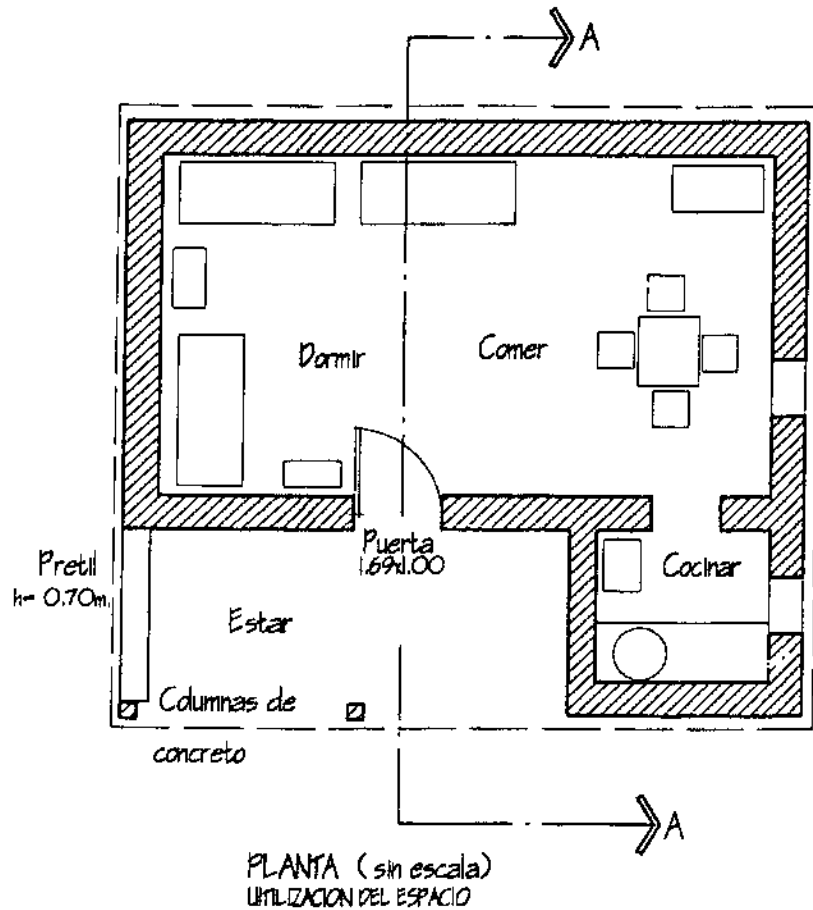 A
Dormir
Comer
Puerta
1.69x1.00
Cocinar
Pretil
h= 0.70m
Estar
Columnas de
concreto
A
PLANTA ( sin escala)
UITILIZACION DEL ESPACIO